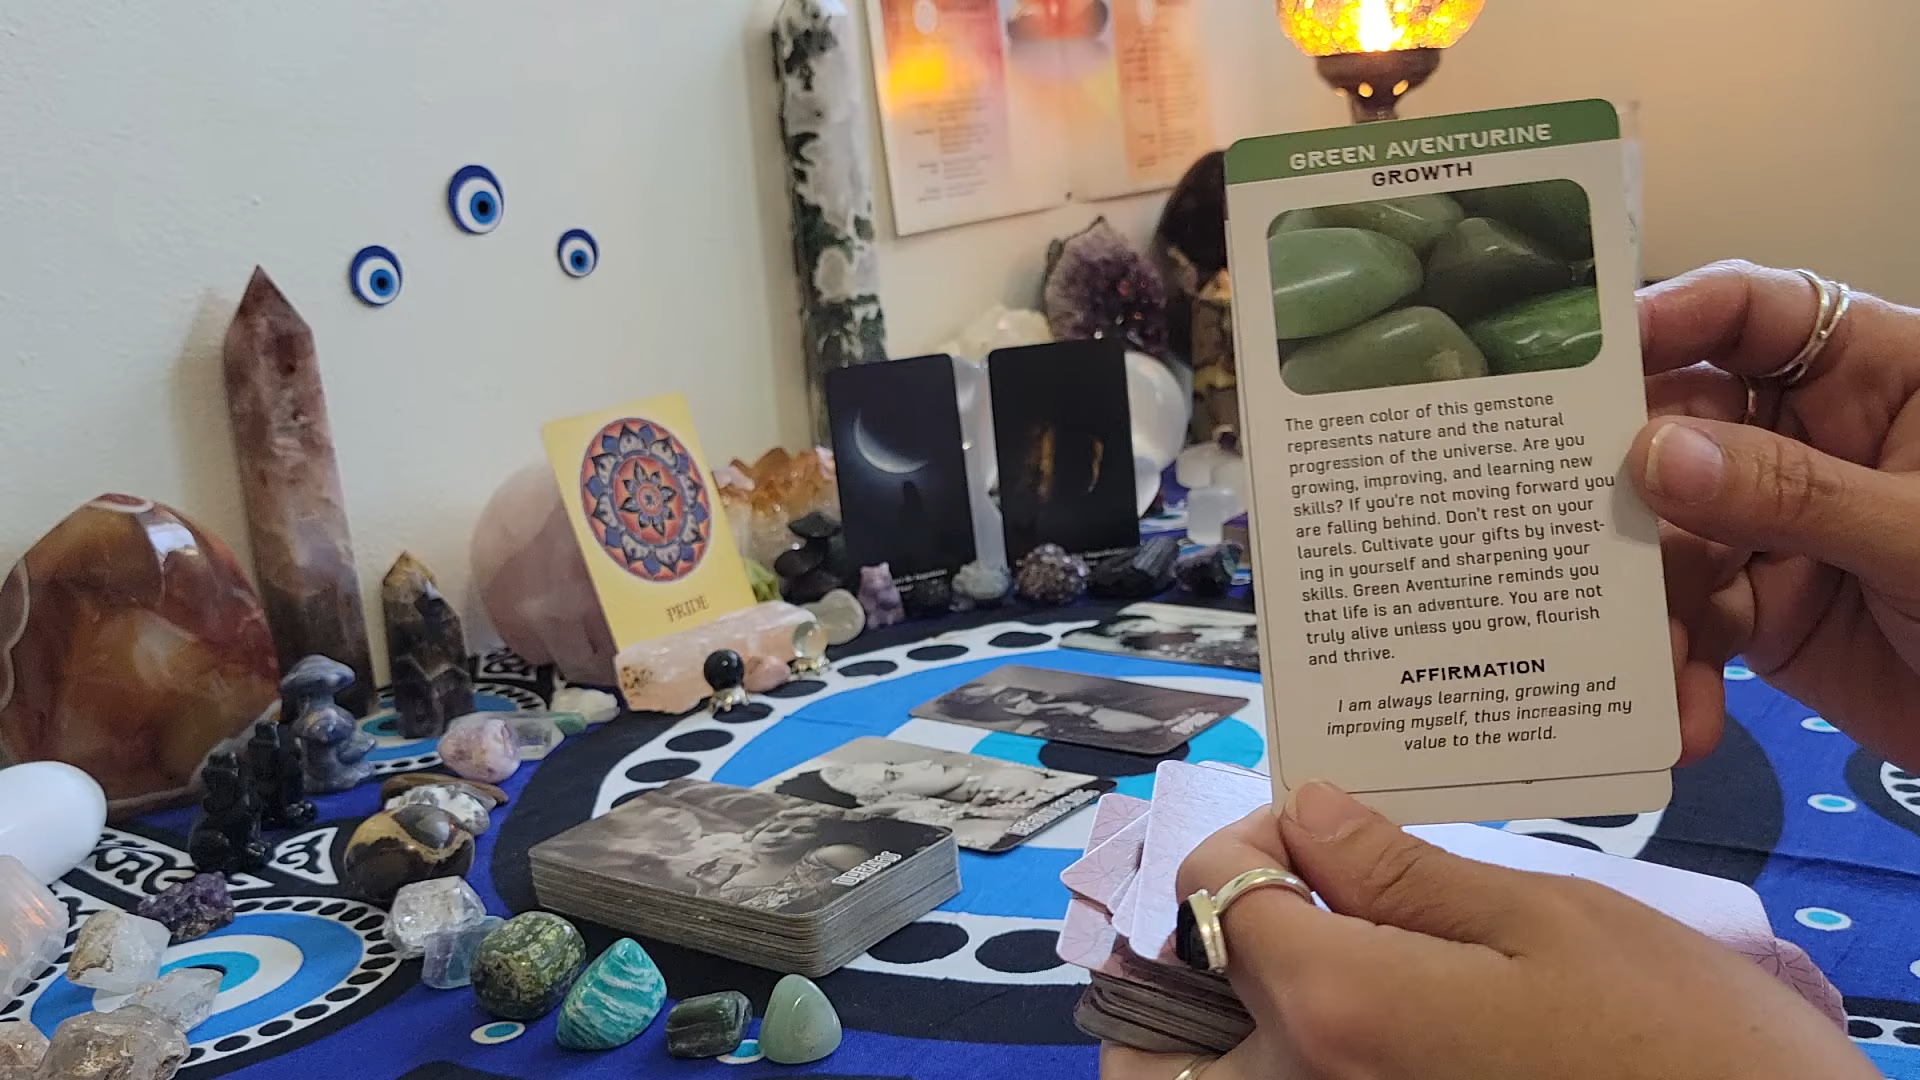 GREEN AVENTURINE
GROWTH
The green color of this gemstone
represents nature and the natural
progression of the universe. Are you
growing, improving, and learning new
skills? If you're not moving forward you
are falling behind. Don't rest on your
laurels. Cultivate your gifts by invest-
ing in yourself and sharpening your
skills. Green Aventurine reminds you
that life is an adventure. You are not
truly alive unless you grow, flourish
and thrive.
AFFIRMATION
I am always learning, growing and
improving myself, thus increasing my
value to the world.
PRIDE